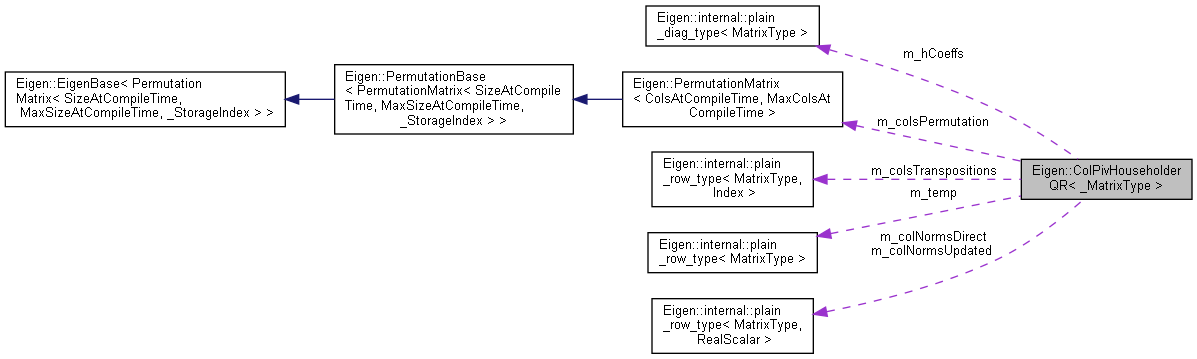 Eigen::internal::plain
_diag_type< MatrixType >
m_hCoeffs
Eigen::EigenBase< Permutation
Matrix< SizeAtCompileTime,
MaxSizeAtCompileTime, _StorageIndex > >
Eigen::PermutationBase
< PermutationMatrix< SizeAtCompile
Time, MaxSizeAtCompileTime,
_StorageIndex > >
Eigen::PermutationMatrix
< ColsAtCompileTime, MaxColsAt
CompileTime >
m_colsPermutation
Eigen::internal::plain
_row_type< MatrixType,
Index >
m_colsTranspositions
m_temp
Eigen::ColPivHouseholder
QR< _MatrixType >
Eigen::internal::plain
_row_type< MatrixType >
m_colNormsDirect
m_colNormsUpdated
Eigen::internal::plain
_row_type< MatrixType,
RealScalar >